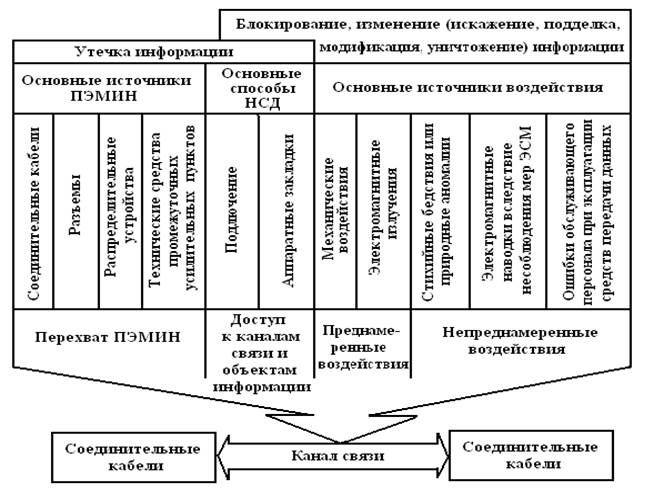 Блокирование, изменение (искажение, подделка,
модификация, уничтожение) информации
Утечка информации
Основные источники
ПЭМИН
Основные
способы
НСД
Основные источники воздействия
Соединительные кабели
Разъемы
Распределительные
устройства
Технические средства
промежуточных
усилительных пунктов
Подлючение
Аппаратные закладки
Механические
воздействия
Электромагнитные
излучения
Стихийные бедствия или
природные аномалии
Электромагнитные
наводки вследствие
несоблюдения мер ЭСМ
Ошибки обслуживающего
персонала при эксплуатации
средств передачи данных
Перехват ПЭМИН
Доступ
к каналам
связи и
объектам
информации
Преднаме-
ренные
воздействия
Непреднамеренные
воздействия
Соединительные
кабели
Канал связи
Соединительные
кабели